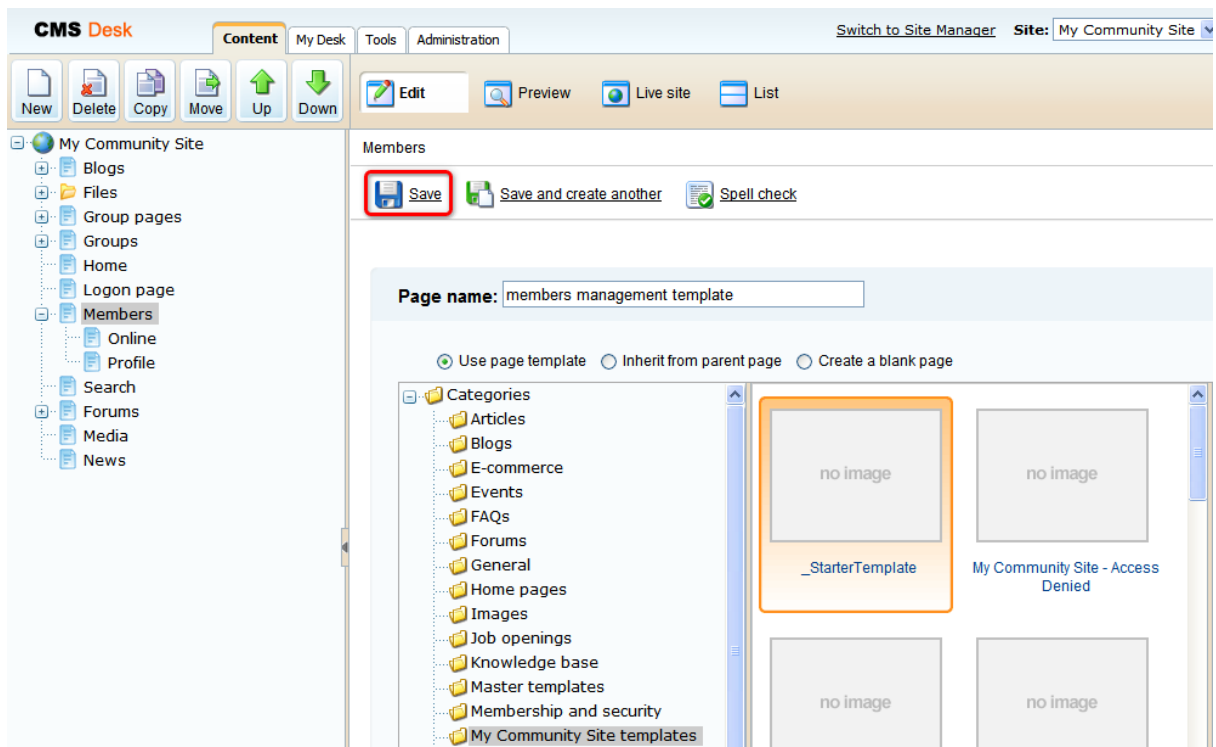 CMS Desk
Content
My Desk
Tools
Administration
Switch to Site Manager
Site: My Community Site
New
Delete
Copy
Move
Up
Down
Edit
Preview
Live site
List
My Community Site
Blogs
Files
Group pages
Groups
Home
Logon page
Members
Online
Profile
Search
Forums
Media
News
Members
Save
Save and create another
Spell check
Page name: members management template
Use page template
Inherit from parent page
Create a blank page
Categories
Articles
Blogs
E-commerce
Events
FAQs
Forums
General
Home pages
Images
Job openings
Knowledge base
Master templates
Membership and security
My Community Site templates
no image
_StarterTemplate
no image
My Community Site - Access
Denied
no image
no image